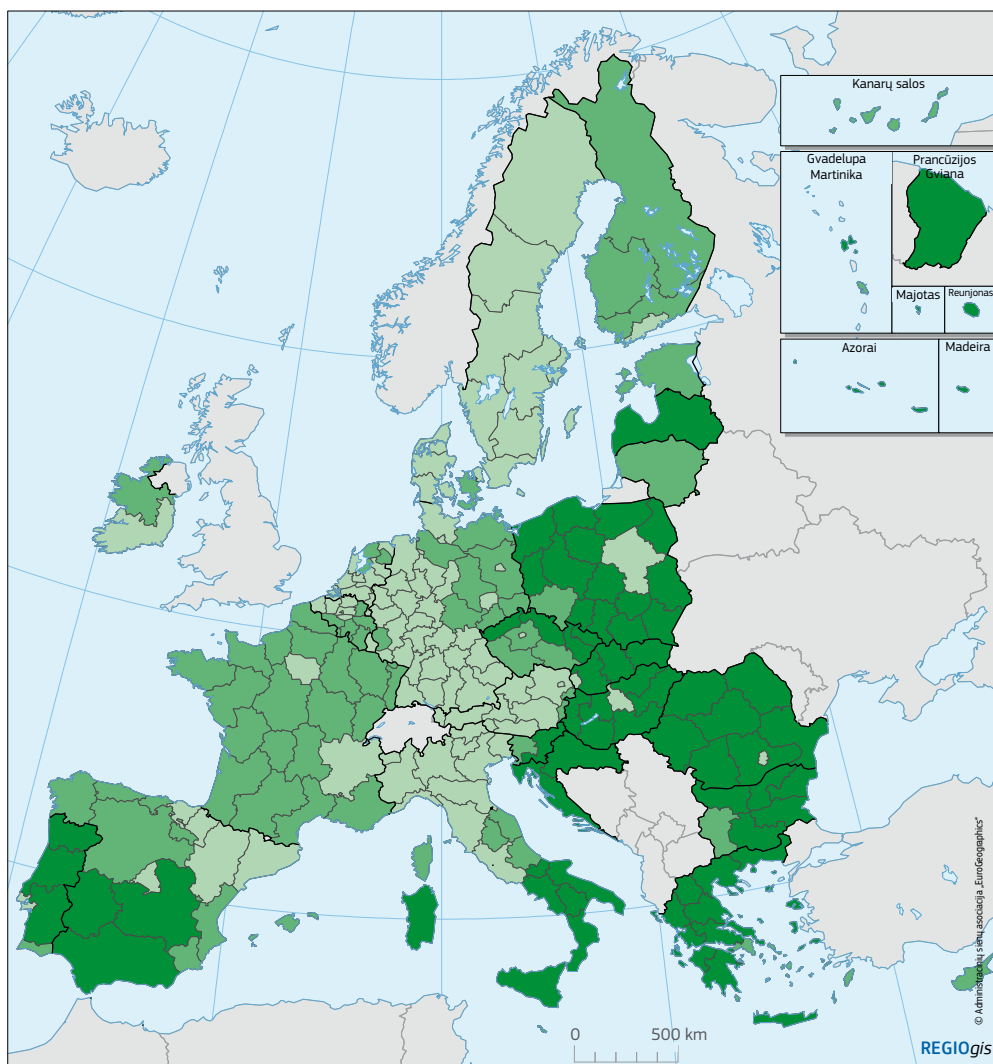 Kanarų salos
Gvadelupa
Martinika
Prancūzijos
Gviana
Majotas
Reunjonas
Azorai
Madeira
© Administracinių sienų asociacija „EuroGeographics“
0 500 km
REGIOgis